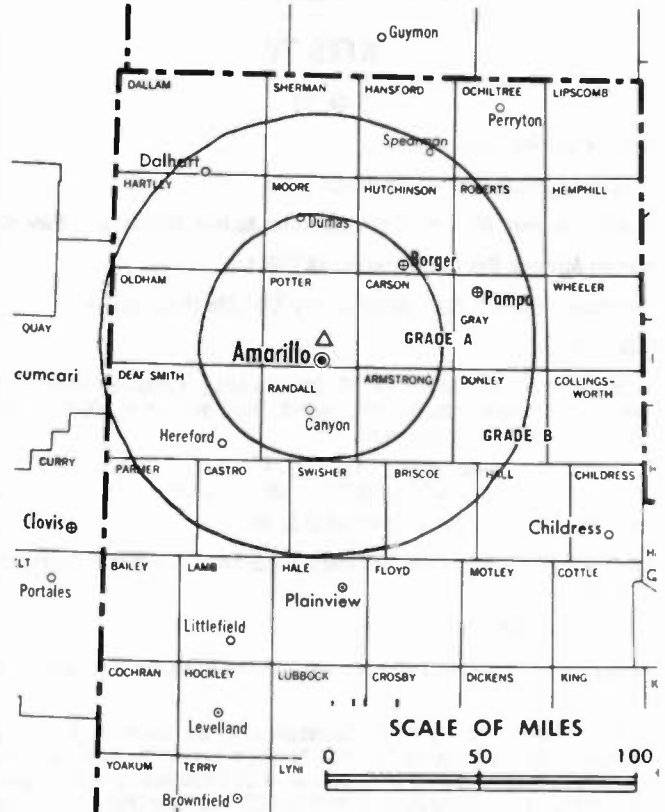 Guymon
DALLAM SHERMAN HANSFORD OCHILTREE LIPSCOMB
Perryton
Spearman
Dalhart
HARTLEY MOORE HUTCHINSON ROBERTS HEMPHILL
Dumas
Borger
OLDHAM POTTER CARSON Pampa WHEELER
GRAY
QUAY
GRADE A
Amarillo
cumcari DEAF SMITH RANDALL ARMSTRONG DONLEY COLLINGS-
WORTH
Canyon
Hereford GRADE B
CURRY PARMER CASTRO SWISHER BRISCOE HALL CHILDRESS
Clovis Childress
ELT BAILEY LAMB HALE FLOYD MOTLEY COTTLE
Portales Plainview
Littlefield
COCHRAN HOCKLEY LUBBOCK CROSBY DICKENS KING
Levelland
SCALE OF MILES
YOAKUM TERRY LYN 0 50 100
Brownfield